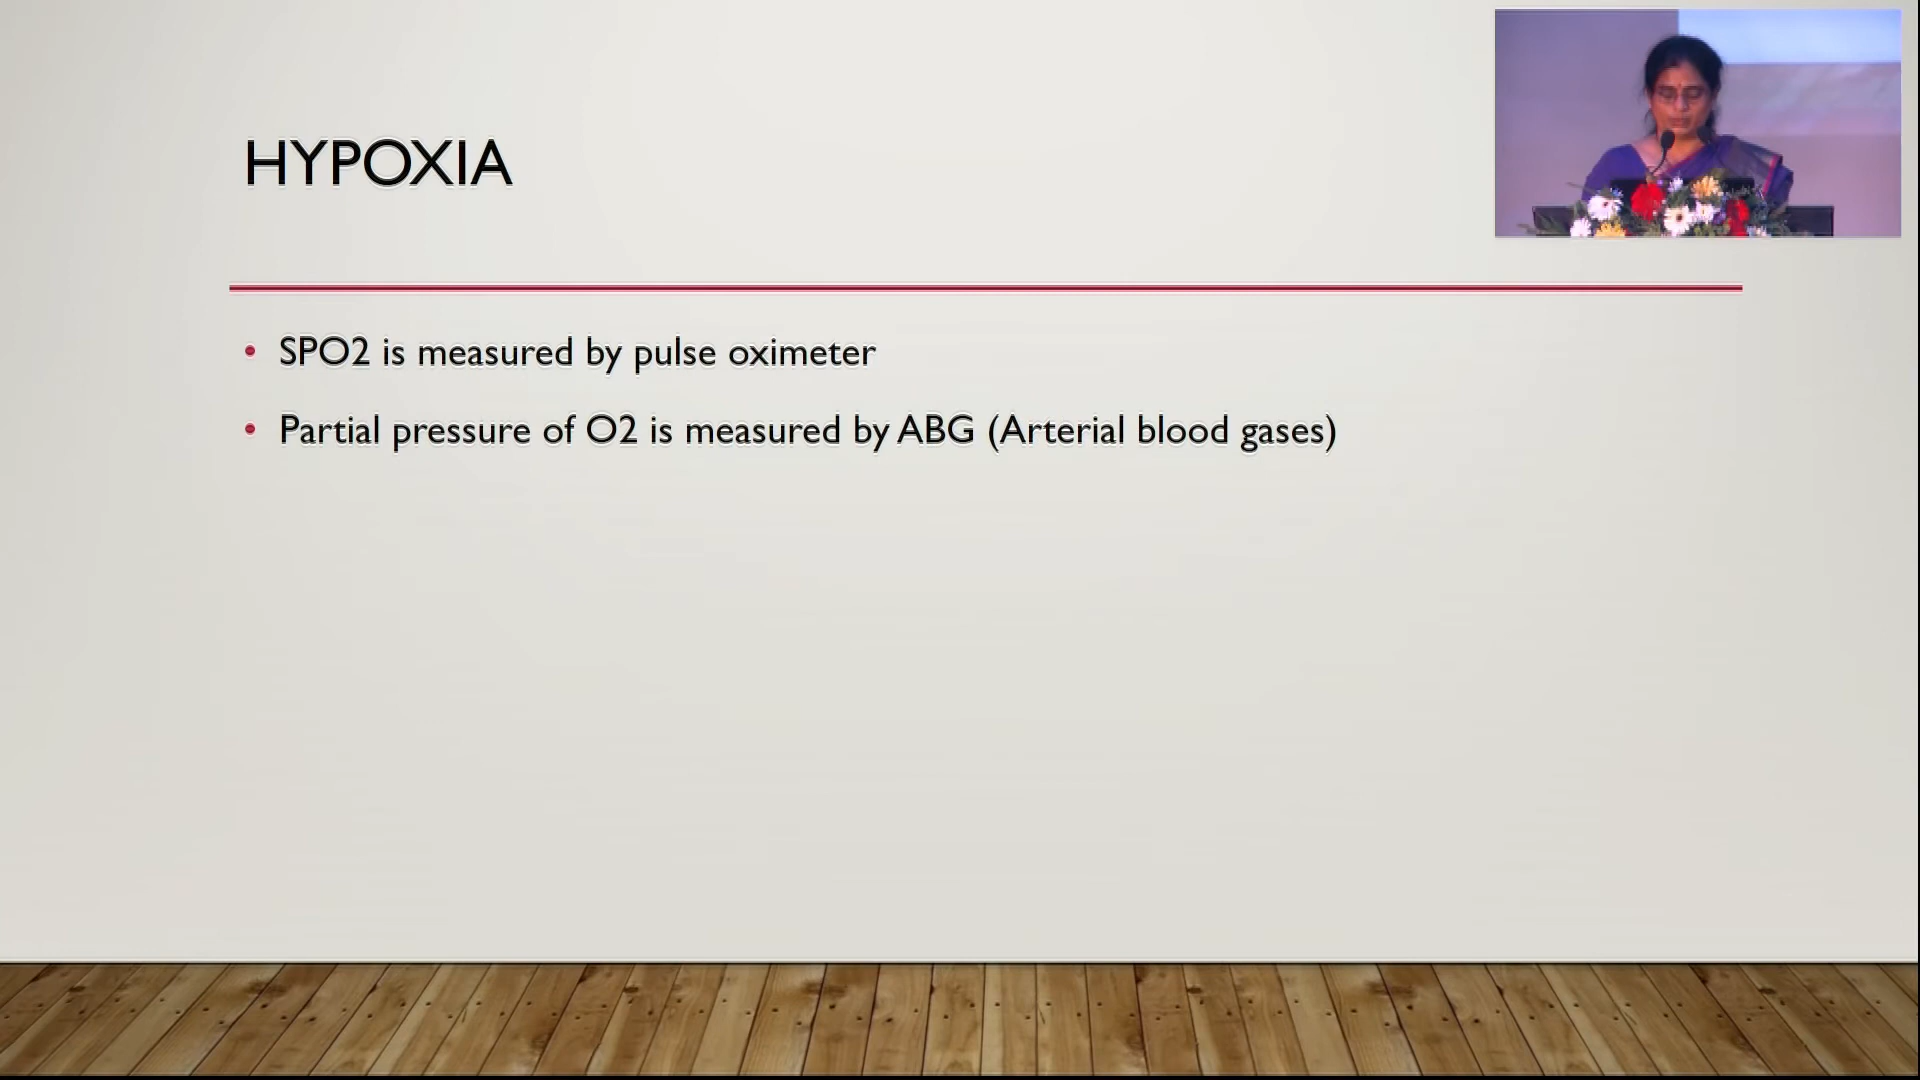 HYPOXIA
• SPO2 is measured by pulse oximeter
• Partial pressure of O2 is measured by ABG (Arterial blood gases)